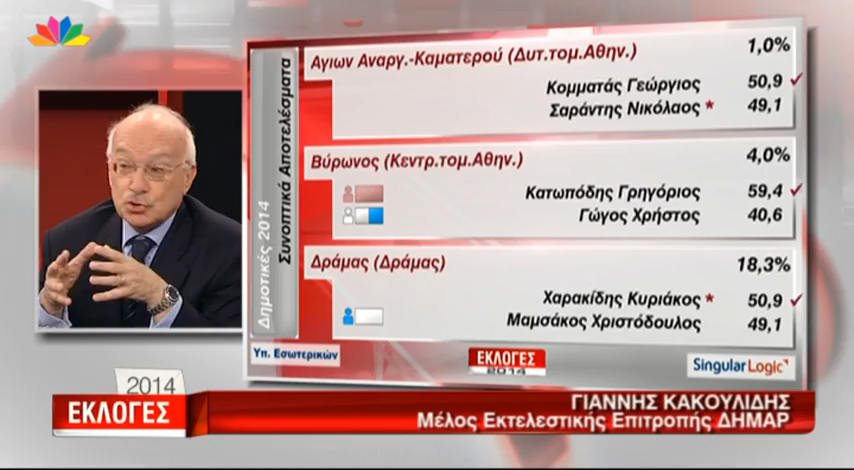 Δημοτικές 2014
Συνοπτικά Αποτελέσματα
Αγιων Αναργ.-Καματερού (Δυτ.τομ.Αθην.) 1,0%
Κομματάς Γεώργιος 50,9
Σαράντης Νικόλαος * 49,1
Βύρωνος (Κεντρ.τομ.Αθην.) 4,0%
Κατωπόδης Γρηγόριος 59,4
Γώγος Χρήστος 40,6
Δράμας (Δράμας) 18,3%
Χαρακίδης Κυριάκος * 50,9
Μαμσάκος Χριστόδουλος 49,1
Υπ. Εσωτερικών
ΕΚΛΟΓΕΣ
2014
SingularLogic
2014
ΕΚΛΟΓΕΣ
ΓΙΑΝΝΗΣ ΚΑΚΟΥΛΙΔΗΣ
Μέλος Εκτελεστικής Επιτροπής ΔΗΜΑΡ